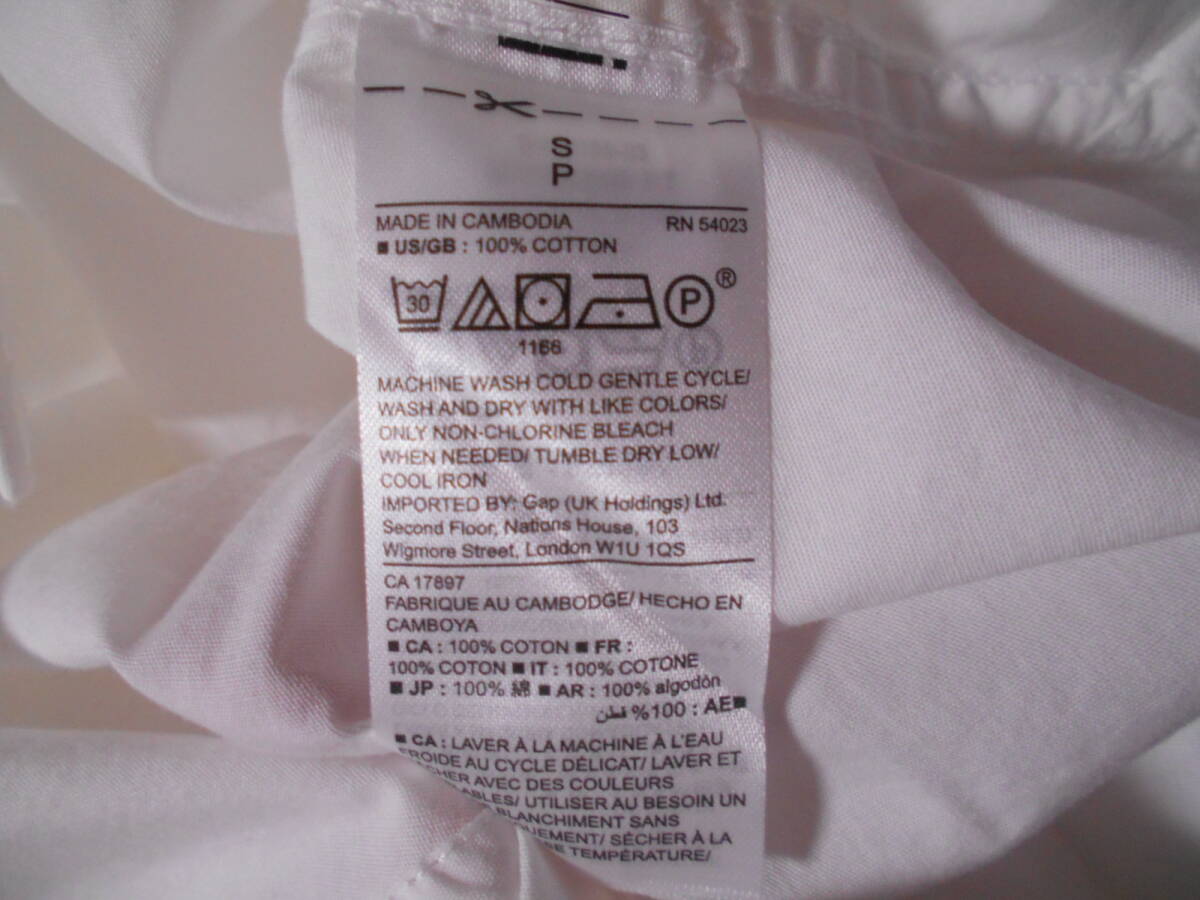 S
P
MADE IN CAMBODIA RN 54023
■ US/GB : 100% COTTON
30 P ®
1166
MACHINE WASH COLD GENTLE CYCLE/
WASH AND DRY WITH LIKE COLORS/
ONLY NON-CHLORINE BLEACH
WHEN NEEDED/ TUMBLE DRY LOW/
COOL IRON
IMPORTED BY: Gap (UK Holdings) Ltd.
Second Floor, Nations House, 103
Wigmore Street, London W1U 1QS
CA 17897
FABRIQUE AU CAMBODGE/ HECHO EN
CAMBOYA
■ CA : 100% COTON ■ FR :
100% COTON ■ IT : 100% COTONE
■ JP : 100% 綿 ■ AR : 100% algodón
■AE : 100% قطن
■ CA : LAVER À LA MACHINE À L'EAU
FROIDE AU CYCLE DÉLICAT/ LAVER ET
AVEC DES COULEURS
UTILISER AU BESOIN UN
BLANCHIMENT SANS
SÉCHER À LA
TEMPÉRATURE/